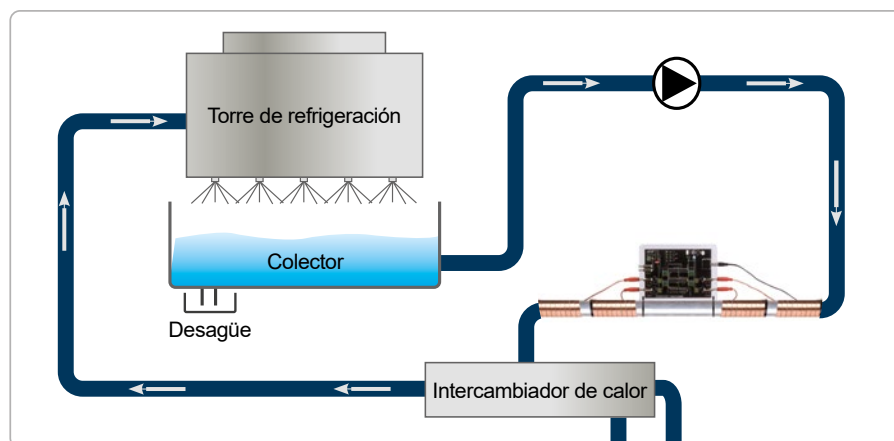 Torre de refrigeración
Colector
Desagüe
Intercambiador de calor